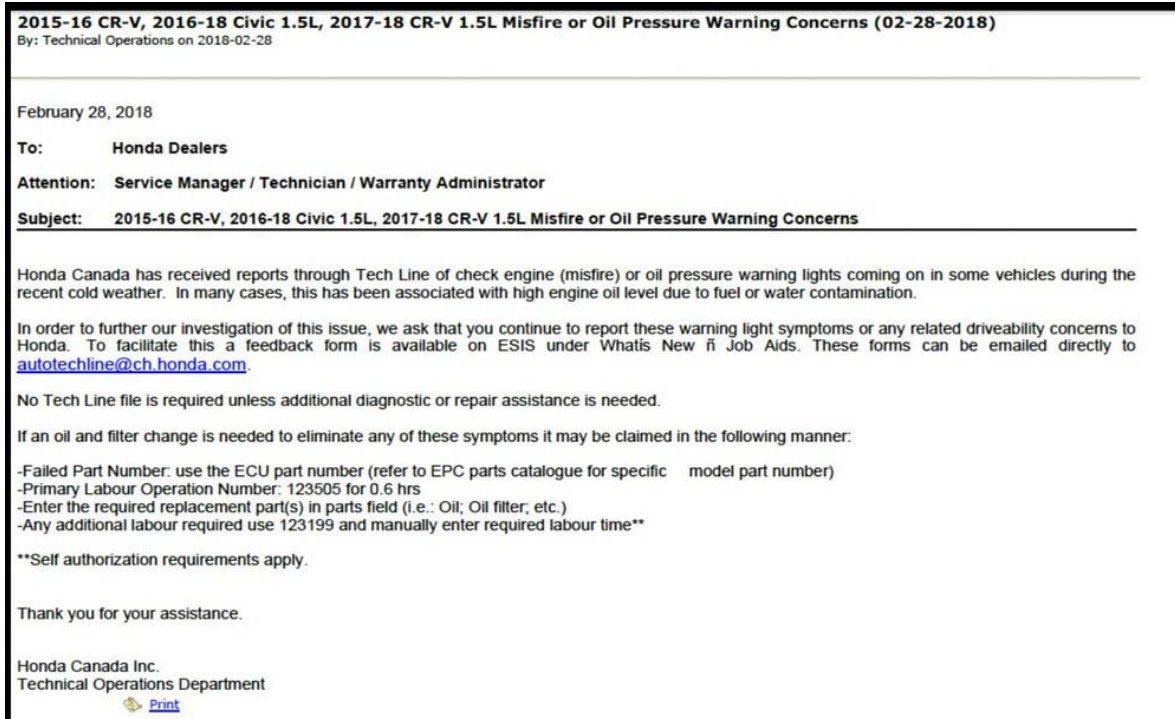 2015-16 CR-V, 2016-18 Civic 1.5L, 2017-18 CR-V 1.5L Misfire or Oil Pressure Warning Concerns (02-28-2018)
By: Technical Operations on 2018-02-28
February 28, 2018
To: Honda Dealers
Attention: Service Manager / Technician / Warranty Administrator
Subject: 2015-16 CR-V, 2016-18 Civic 1.5L, 2017-18 CR-V 1.5L Misfire or Oil Pressure Warning Concerns
Honda Canada has received reports through Tech Line of check engine (misfire) or oil pressure warning lights coming on in some vehicles during the
recent cold weather. In many cases, this has been associated with high engine oil level due to fuel or water contamination.
In order to further our investigation of this issue, we ask that you continue to report these warning light symptoms or any related driveability concerns to
Honda. To facilitate this a feedback form is available on ESIS under Whatís New ñ Job Aids. These forms can be emailed directly to
autotechline@ch.honda.com.
No Tech Line file is required unless additional diagnostic or repair assistance is needed.
If an oil and filter change is needed to eliminate any of these symptoms it may be claimed in the following manner:
-Failed Part Number: use the ECU part number (refer to EPC parts catalogue for specific model part number)
-Primary Labour Operation Number: 123505 for 0.6 hrs
-Enter the required replacement part(s) in parts field (i.e.: Oil; Oil filter; etc.)
-Any additional labour required use 123199 and manually enter required labour time**
**Self authorization requirements apply.
Thank you for your assistance.
Honda Canada Inc.
Technical Operations Department
Print